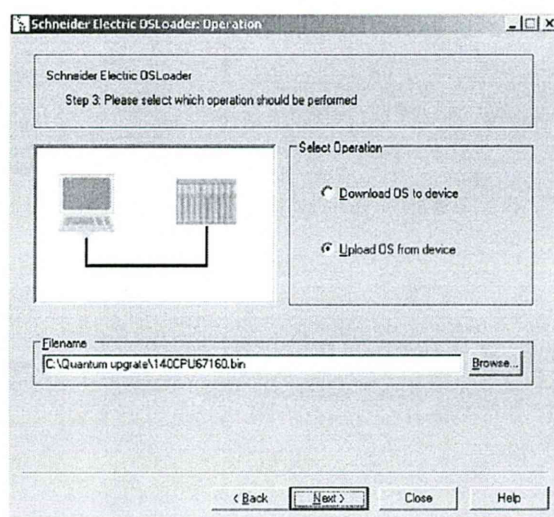 Schneider Electric OSLoader: Operation
Schneider Electric OSLoader
Step 3: Please select which operation should be performed
Select Operation
Download OS to device
Upload OS from device
Filename
C:\Quantum upgrate\140CPU67160.bin
Browse...
< Back
Next >
Close
Help